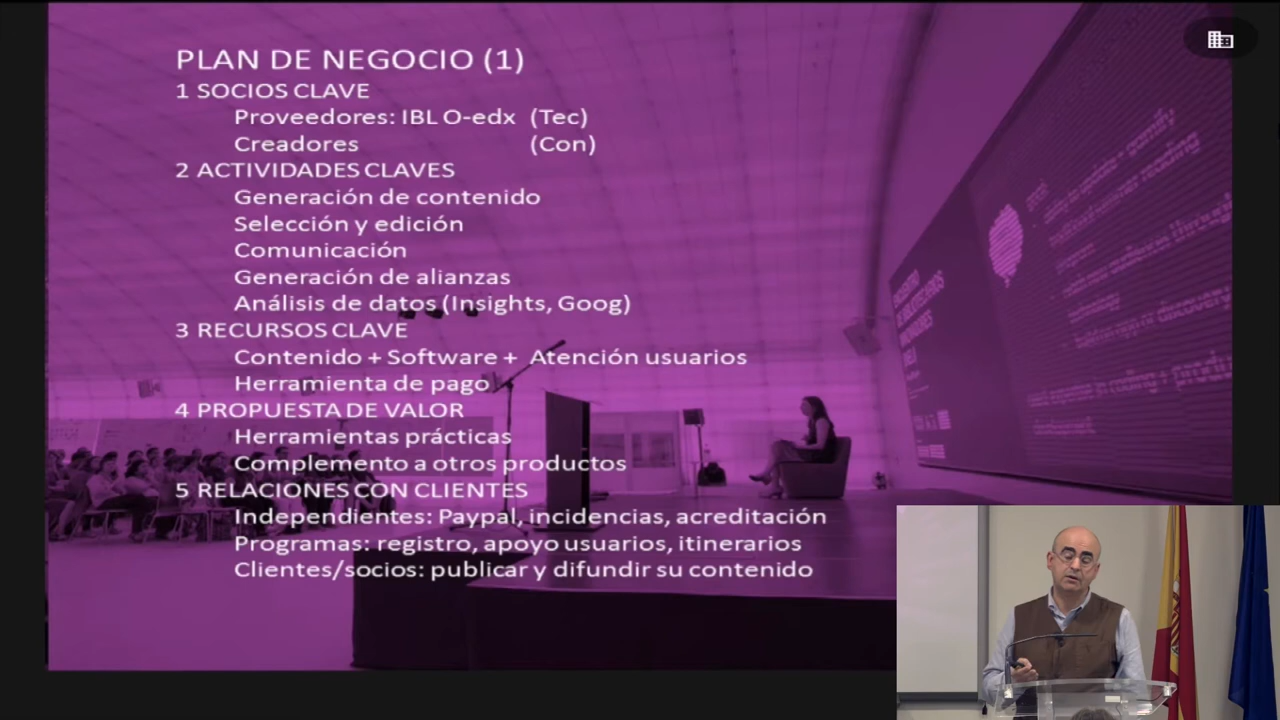 PLAN DE NEGOCIO (1)
1 SOCIOS CLAVE
Proveedores: IBL O-edx (Tec)
Creadores (Con)
2 ACTIVIDADES CLAVES
Generación de contenido
Selección y edición
Comunicación
Generación de alianzas
Análisis de datos (Insights, Goog)
3 RECURSOS CLAVE
Contenido + Software + Atención usuarios
Herramienta de pago
4 PROPUESTA DE VALOR
Herramientas prácticas
Complemento a otros productos
5 RELACIONES CON CLIENTES
Independientes: Paypal, incidencias, acreditación
Programas: registro, apoyo usuarios, itinerarios
Clientes/socios: publicar y difundir su contenido